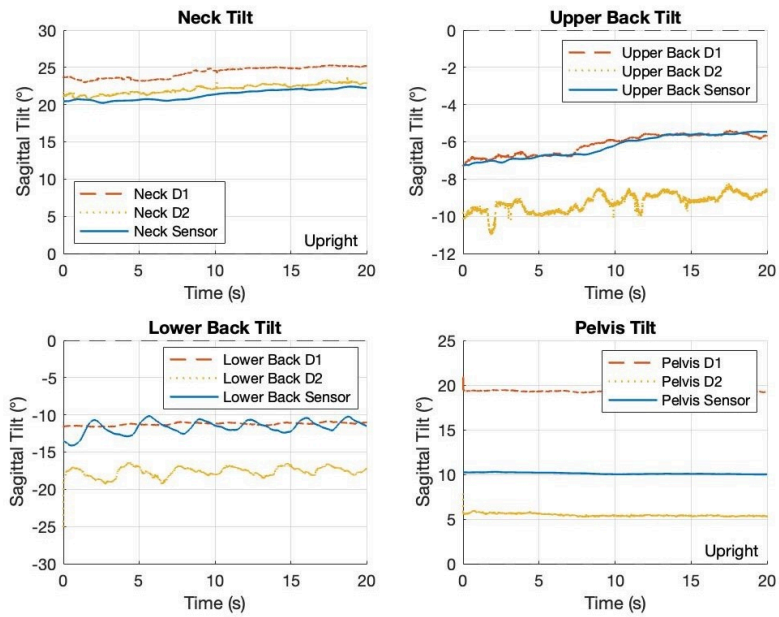 Neck Tilt
30
25
20
15
10
5
0
Sagittal Tilt (°)
Neck D1
Neck D2
Neck Sensor
Upright
0
5
10
15
20
Time (s)
Upper Back Tilt
0
-2
-4
-6
-8
-10
-12
Sagittal Tilt (°)
Upper Back D1
Upper Back D2
Upper Back Sensor
0
5
10
15
20
Time (s)
Lower Back Tilt
0
-5
-10
-15
-20
-25
-30
Sagittal Tilt (°)
Lower Back D1
Lower Back D2
Lower Back Sensor
0
5
10
15
20
Time (s)
Pelvis Tilt
25
20
15
10
5
0
Sagittal Tilt (°)
Pelvis D1
Pelvis D2
Pelvis Sensor
Upright
0
5
10
15
20
Time (s)